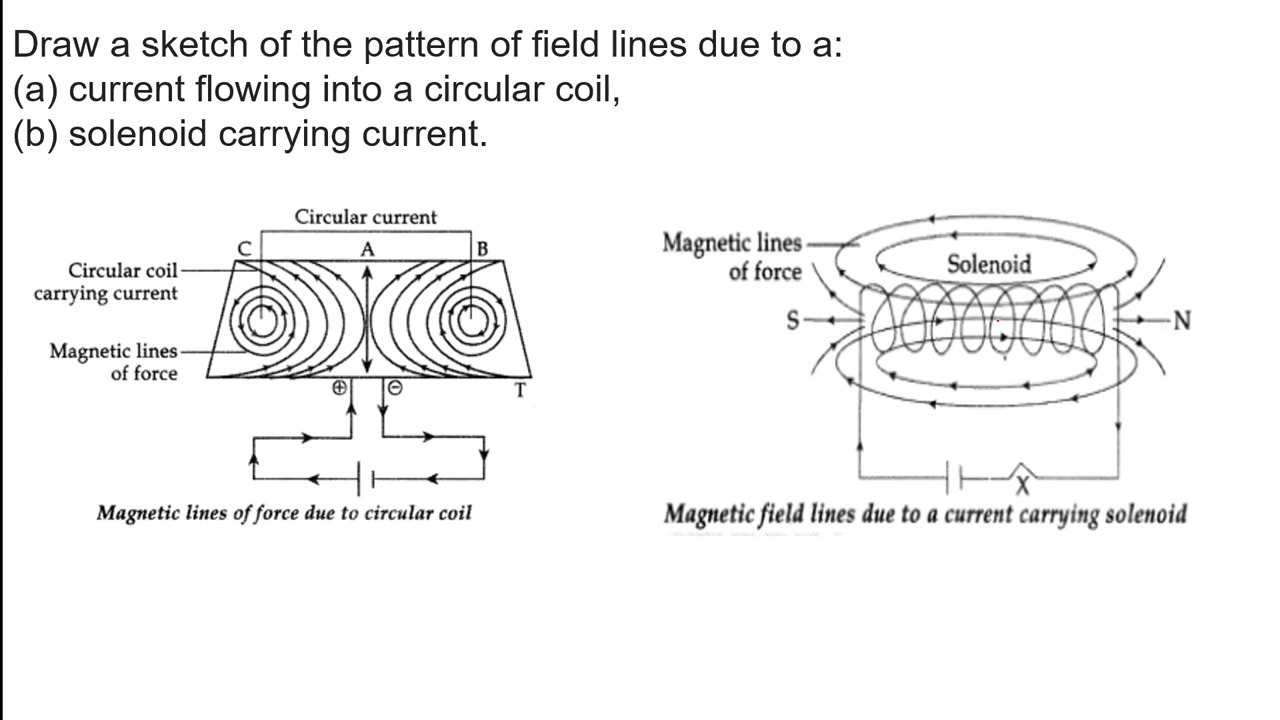 Draw a sketch of the pattern of field lines due to a:
(a) current flowing into a circular coil,
(b) solenoid carrying current.
Circular current
C A B
Circular coil
carrying current
Magnetic lines
of force
⊕ ⊖ T
Magnetic lines of force due to circular coil
Magnetic lines
of force
Solenoid
S N
X
Magnetic field lines due to a current carrying solenoid